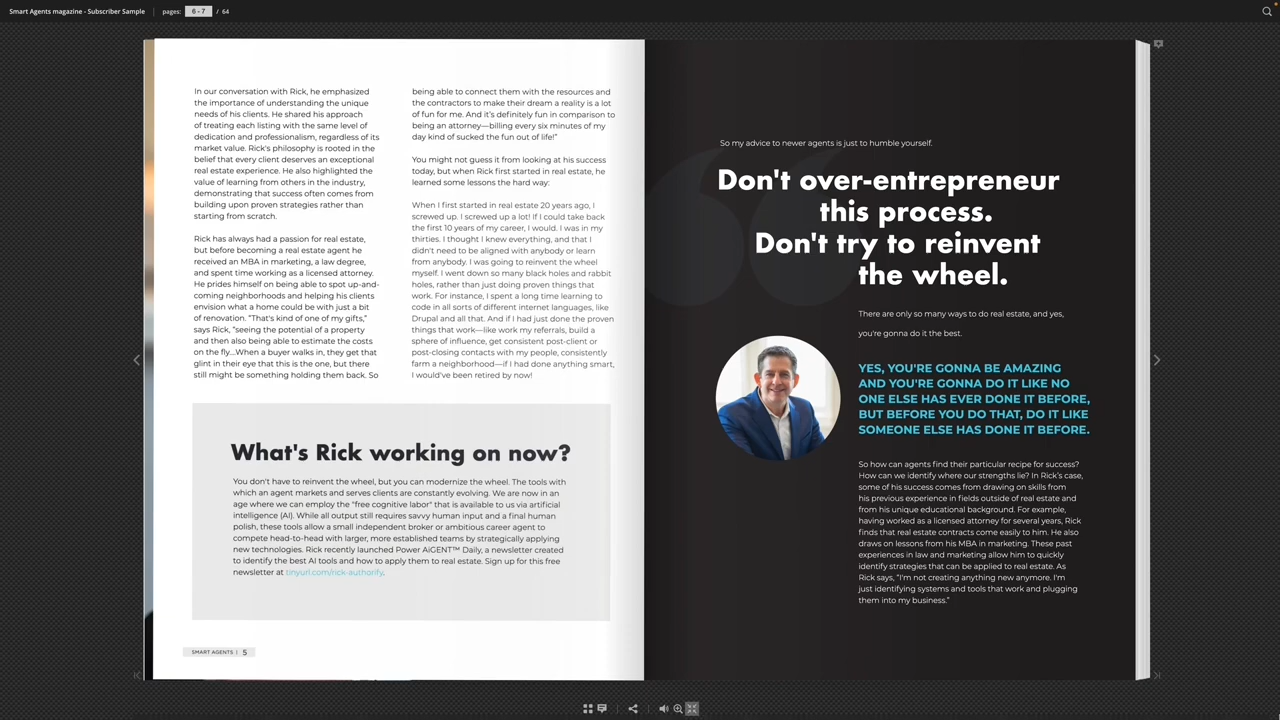 Smart Agents magazine - Subscriber Sample
pages:
6 - 7
/ 64
In our conversation with Rick, he emphasized
the importance of understanding the unique
needs of his clients. He shared his approach
of treating each listing with the same level of
dedication and professionalism, regardless of its
market value. Rick's philosophy is rooted in the
belief that every client deserves an exceptional
real estate experience. He also highlighted the
value of learning from others in the industry,
demonstrating that success often comes from
building upon proven strategies rather than
starting from scratch.
Rick has always had a passion for real estate,
but before becoming a real estate agent he
received an MBA in marketing, a law degree,
and spent time working as a licensed attorney.
He prides himself on being able to spot up-and-
coming neighborhoods and helping his clients
envision what a home could be with just a bit
of renovation. "That's kind of one of my gifts,"
says Rick, "seeing the potential of a property
and then also being able to estimate the costs
on the fly...When a buyer walks in, they get that
glint in their eye that this is the one, but there
still might be something holding them back. So
being able to connect them with the resources and
the contractors to make their dream a reality is a lot
of fun for me. And it's definitely fun in comparison to
being an attorney—billing every six minutes of my
day kind of sucked the fun out of life!"
You might not guess it from looking at his success
today, but when Rick first started in real estate, he
learned some lessons the hard way:
When I first started in real estate 20 years ago, I
screwed up. I screwed up a lot! If I could take back
the first 10 years of my career, I would. I was in my
thirties. I thought I knew everything, and that I
didn't need to be aligned with anybody or learn
from anybody. I was going to reinvent the wheel
myself. I went down so many black holes and rabbit
holes, rather than just doing proven things that
work. For instance, I spent a long time learning to
code in all sorts of different internet languages, like
Drupal and all that. And if I had just done the proven
things that work—like work my referrals, build a
sphere of influence, get consistent post-client or
post-closing contacts with my people, consistently
farm a neighborhood—if I had done anything smart,
I would've been retired by now!
What's Rick working on now?
You don't have to reinvent the wheel, but you can modernize the wheel. The tools with
which an agent markets and serves clients are constantly evolving. We are now in an
age where we can employ the "free cognitive labor" that is available to us via artificial
intelligence (AI). While all output still requires savvy human input and a final human
polish, these tools allow a small independent broker or ambitious career agent to
compete head-to-head with larger, more established teams by strategically applying
new technologies. Rick recently launched Power AiGENT™ Daily, a newsletter created
to identify the best AI tools and how to apply them to real estate. Sign up for this free
newsletter at tinyurl.com/rick-authorify.
SMART AGENTS | 5
So my advice to newer agents is just to humble yourself.
Don't over-entrepreneur
this process.
Don't try to reinvent
the wheel.
There are only so many ways to do real estate, and yes,
you're gonna do it the best.
YES, YOU'RE GONNA BE AMAZING
AND YOU'RE GONNA DO IT LIKE NO
ONE ELSE HAS EVER DONE IT BEFORE,
BUT BEFORE YOU DO THAT, DO IT LIKE
SOMEONE ELSE HAS DONE IT BEFORE.
So how can agents find their particular recipe for success?
How can we identify where our strengths lie? In Rick's case,
some of his success comes from drawing on skills from
his previous experience in fields outside of real estate and
from his unique educational background. For example,
having worked as a licensed attorney for several years, Rick
finds that real estate contracts come easily to him. He also
draws on lessons from his MBA in marketing. These past
experiences in law and marketing allow him to quickly
identify strategies that can be applied to real estate. As
Rick says, "I'm not creating anything new anymore. I'm
just identifying systems and tools that work and plugging
them into my business."